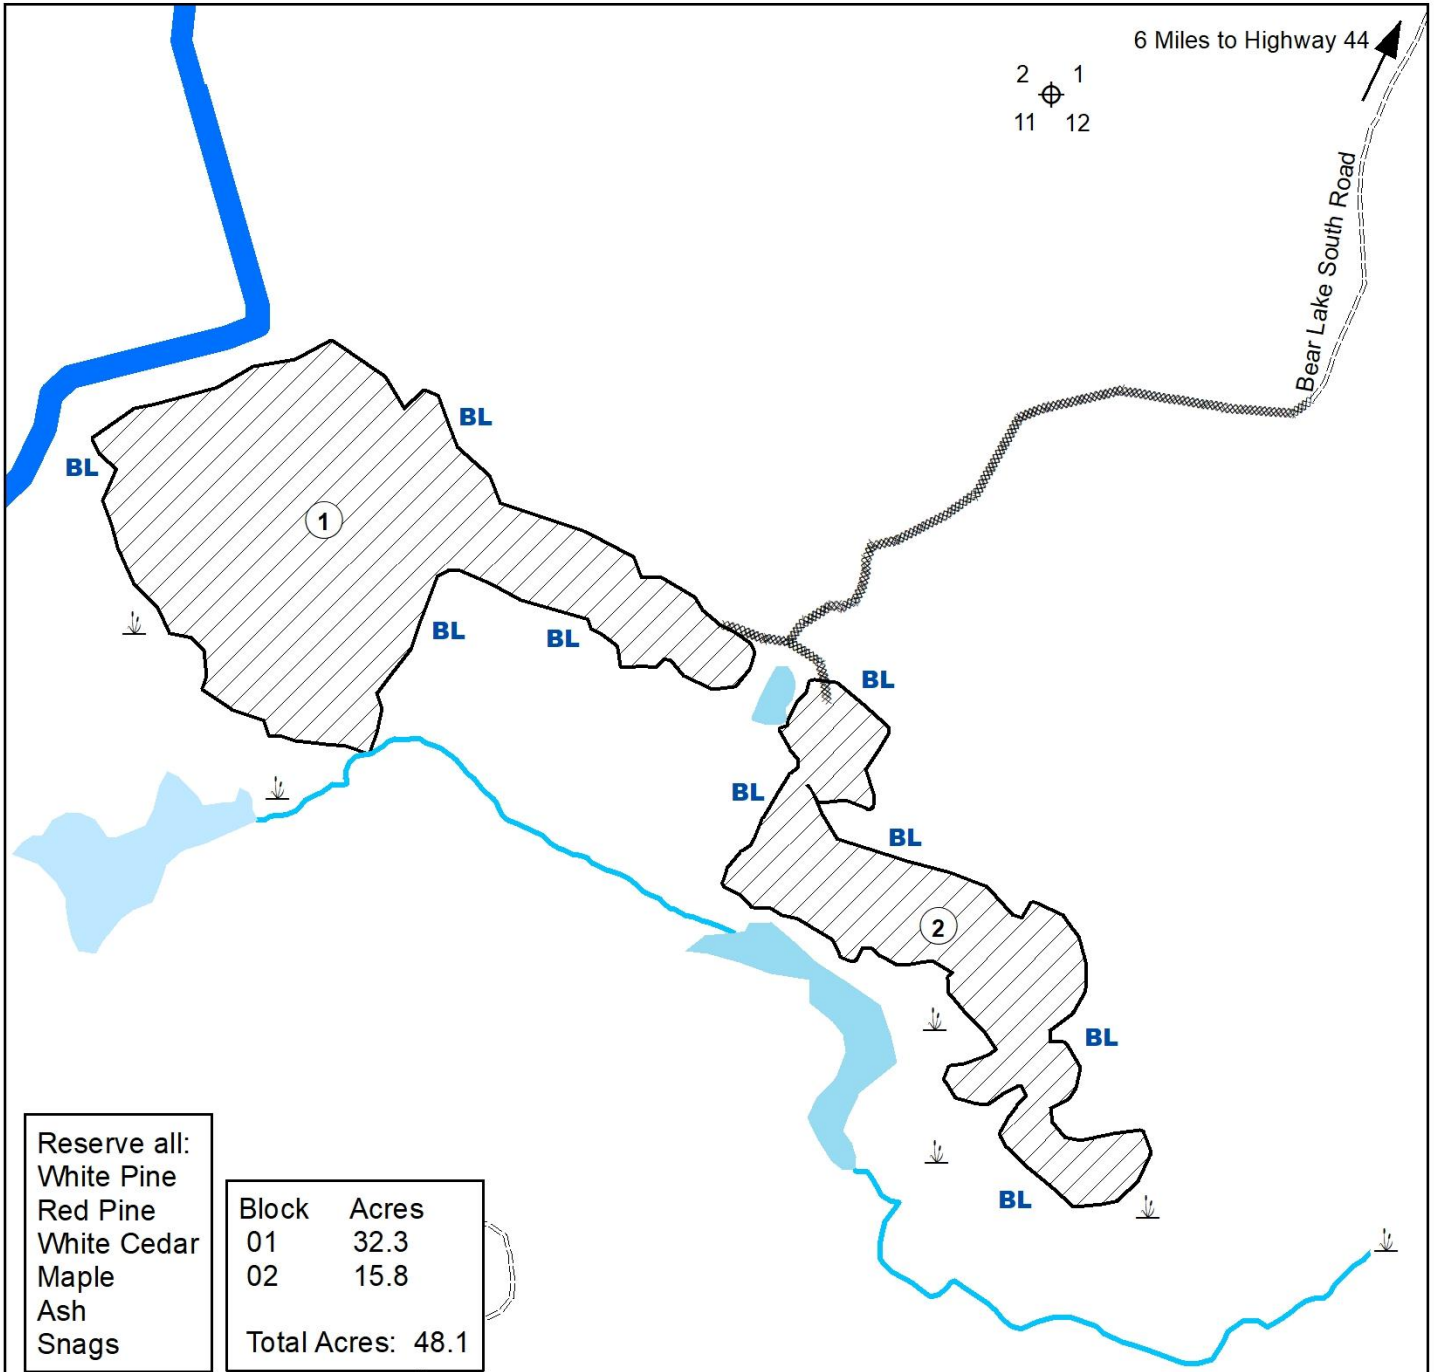 6 Miles to Highway 44
2 1
11 12
Bear Lake South Road
BL
BL
1
BL
BL
BL
BL
BL
2
BL
BL
Reserve all:
White Pine
Red Pine
White Cedar
Maple
Ash
Snags
Block Acres
01 32.3
02 15.8
Total Acres: 48.1